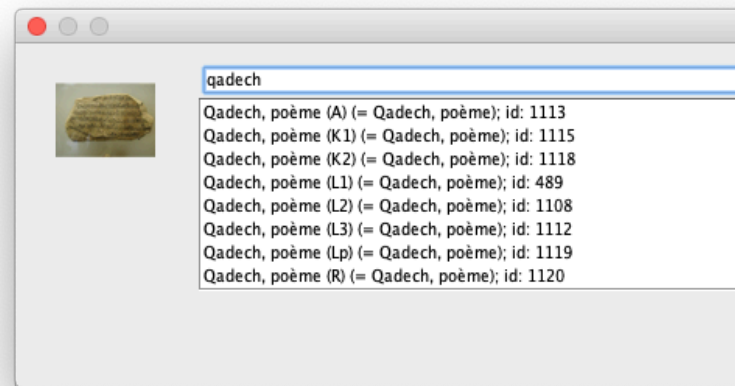 qadech
Qadech, poème (A) (= Qadech, poème); id: 1113
Qadech, poème (K1) (= Qadech, poème); id: 1115
Qadech, poème (K2) (= Qadech, poème); id: 1118
Qadech, poème (L1) (= Qadech, poème); id: 489
Qadech, poème (L2) (= Qadech, poème); id: 1108
Qadech, poème (L3) (= Qadech, poème); id: 1112
Qadech, poème (Lp) (= Qadech, poème); id: 1119
Qadech, poème (R) (= Qadech, poème); id: 1120